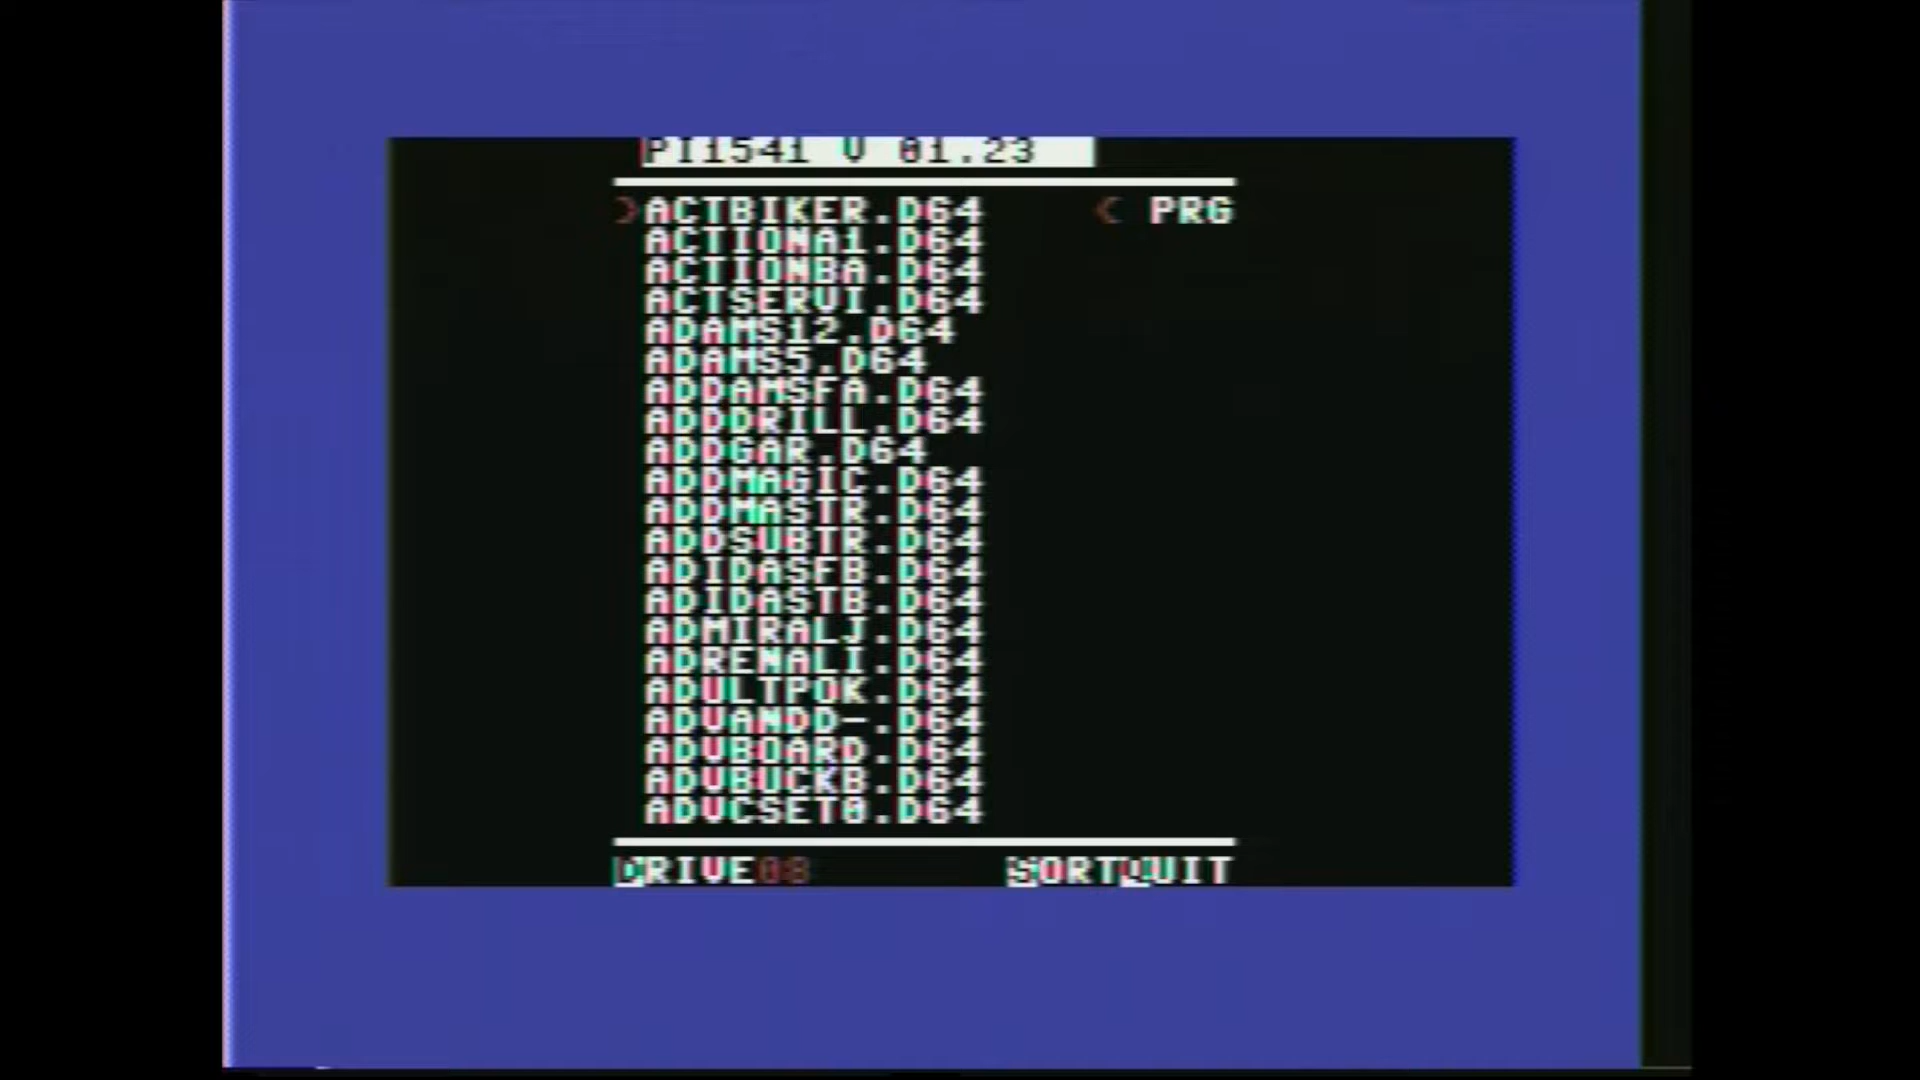 PI1541 V 01.23
>ACTBIKER.D64 < PRG
ACTIONA1.D64
ACTIONBA.D64
ACTSERVI.D64
ADAMS12.D64
ADAMS5.D64
ADDAMSFA.D64
ADDDRILL.D64
ADDGAR.D64
ADDMAGIC.D64
ADDMASTR.D64
ADDSUBTR.D64
ADIDASFB.D64
ADIDASTB.D64
ADMIRALJ.D64
ADRENALI.D64
ADULTPOK.D64
ADVANDD-.D64
ADVBOARD.D64
ADVBUCKB.D64
ADVCSET0.D64
DRIVE08 SORTQUIT